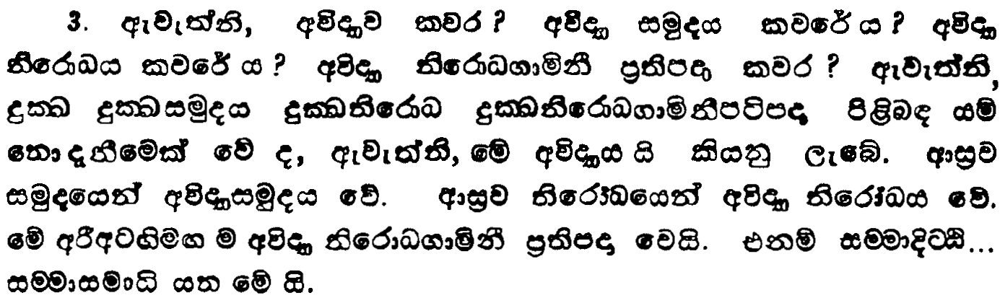 3. ඇවැත්නි, අවිද්‍යාව කවර? අවිද්‍යා සමුදය කවරේ ය? අවිද්‍යා
නිරොධය කවරේ ය? අවිද්‍යා නිරොධගාමිනී ප්‍රතිපදා කවර? ඇවැත්නි,
දුක්‍ඛ දුක්‍ඛසමුදය දුක්‍ඛනිරොධ දුක්‍ඛනිරොධගාමිනීපටිපදා පිළිබඳ යම්
නොදැනීමෙක් වේ ද, ඇවැත්නි, මේ අවිද්‍යාය යි කියනු ලැබේ. ආස්‍රව
සමුදයෙන් අවිද්‍යාසමුදය වේ. ආස්‍රව නිරෝධයෙන් අවිද්‍යා නිරෝධය වේ.
මේ අරිඅටගිමඟ ම අවිද්‍යා නිරොධගාමිනී ප්‍රතිපදා වෙයි. එනම් සම්මාදිට්ඨි...
සම්මාසමාධි යන මේ යි.